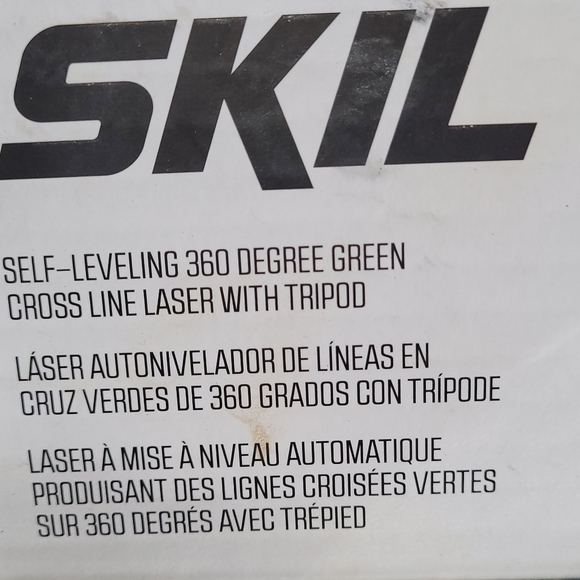 SKIL
SELF-LEVELING 360 DEGREE GREEN
CROSS LINE LASER WITH TRIPOD
LÁSER AUTONIVELADOR DE LÍNEAS EN
CRUZ VERDES DE 360 GRADOS CON TRÍPODE
LASER À MISE À NIVEAU AUTOMATIQUE
PRODUISANT DES LIGNES CROISÉES VERTES
SUR 360 DEGRÉS AVEC TRÉPIED